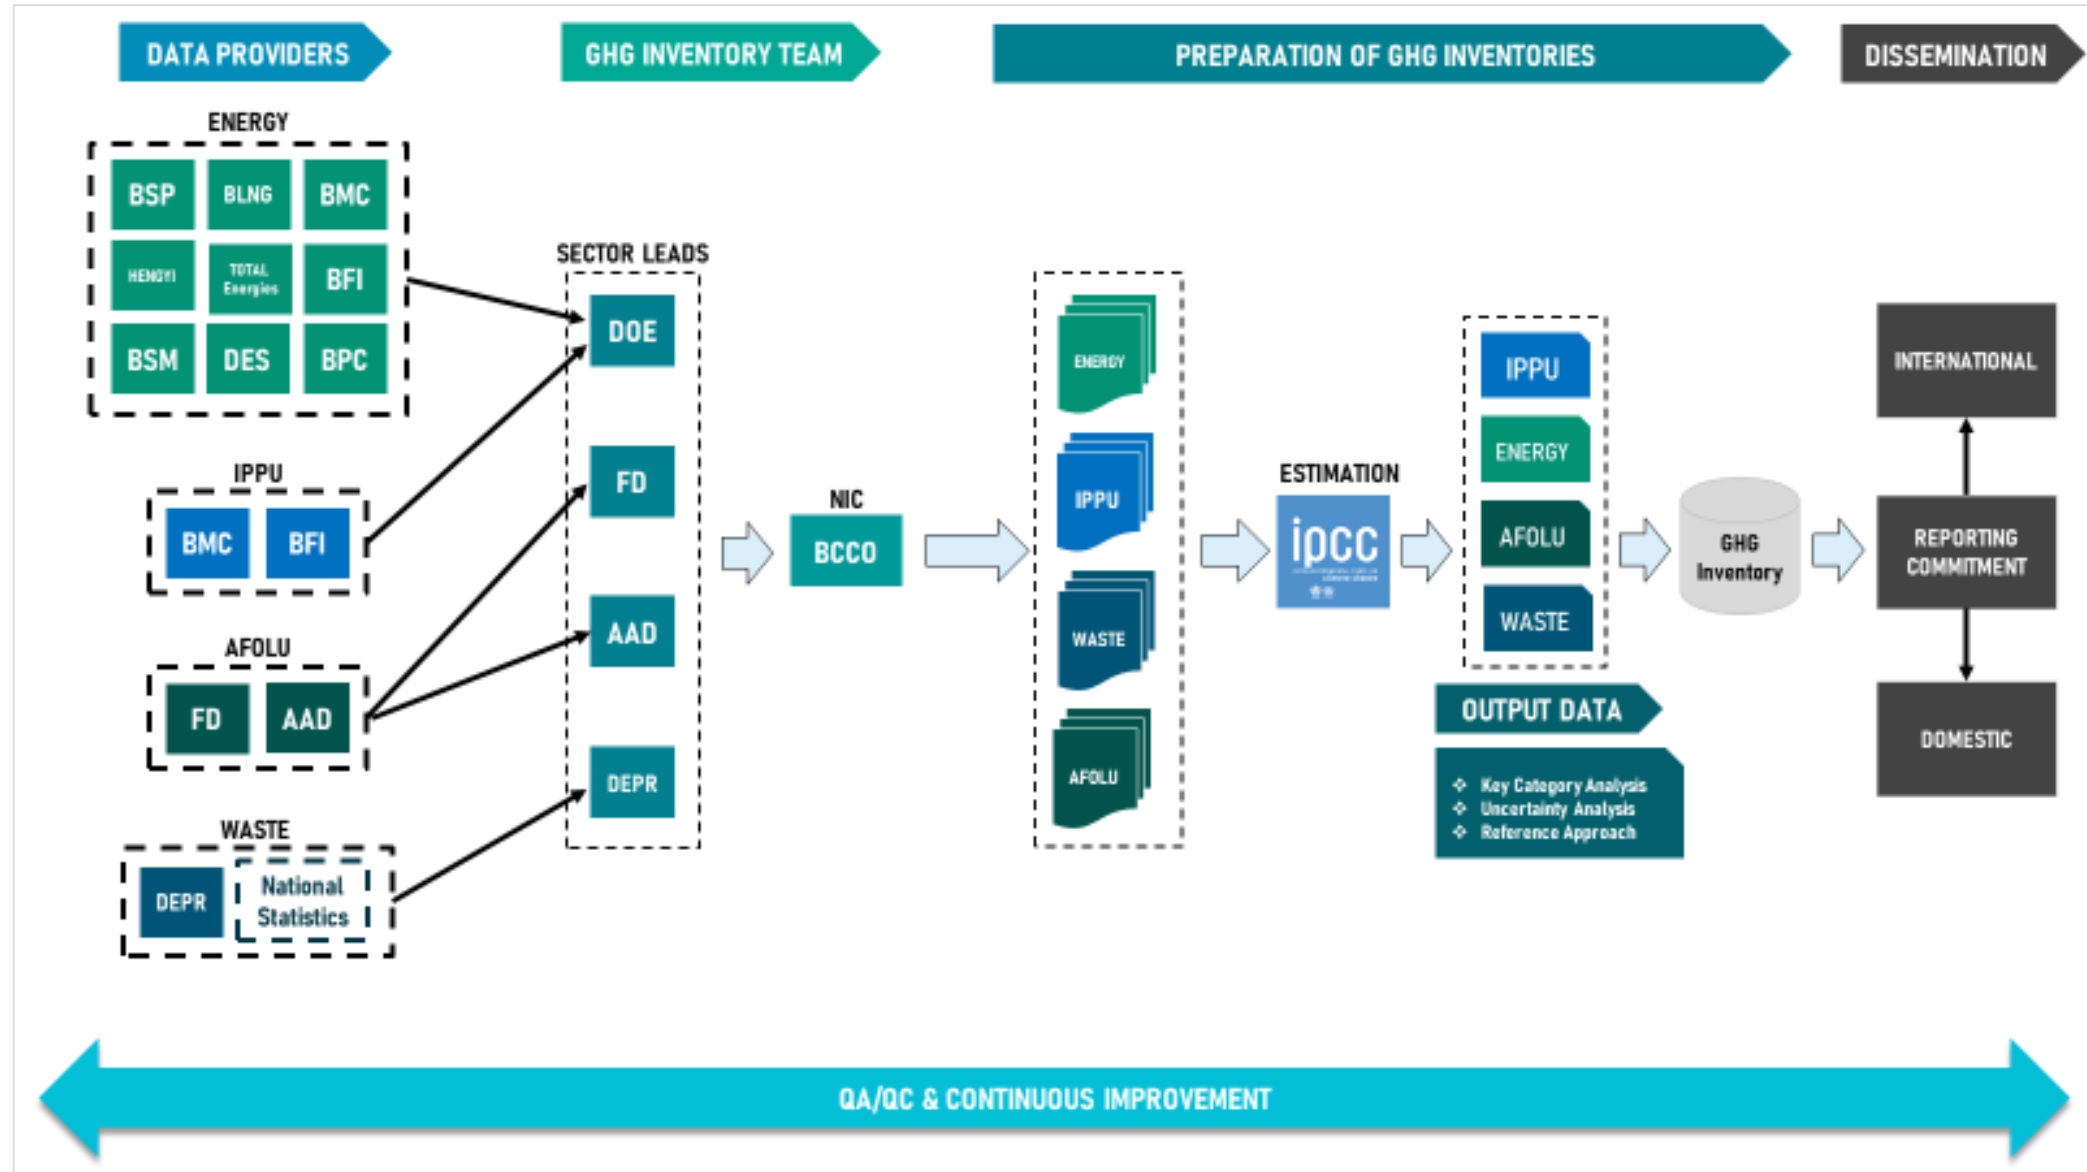 DATA PROVIDERS
GHG INVENTORY TEAM
PREPARATION OF GHG INVENTORIES
DISSEMINATION
ENERGY
BSP
BLNG
BMC
HENGYI
TOTAL
Energies
BFI
BSM
DES
BPC
IPPU
BMC
BFI
AFOLU
FD
AAD
WASTE
DEPR
National
Statistics
SECTOR LEADS
DOE
FD
AAD
DEPR
NIC
BCCO
ENERGY
IPPU
WASTE
AFOLU
ESTIMATION
ipcc
IPPU
ENERGY
AFOLU
WASTE
OUTPUT DATA
❖ Key Category Analysis
❖ Uncertainty Analysis
❖ Reference Approach
GHG
Inventory
INTERNATIONAL
REPORTING
COMMITMENT
DOMESTIC
QA/QC & CONTINUOUS IMPROVEMENT